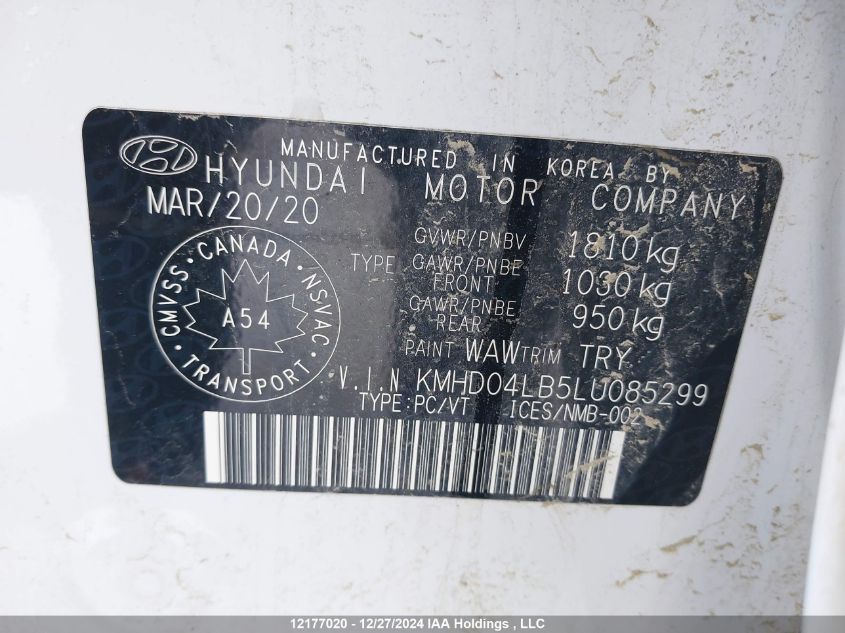 MANUFACTURED IN KOREA BY
HYUNDAI MOTOR COMPANY
MAR/20/20
GVWR/PNBV 1810 kg
TYPE GAWR/PNBE FRONT 1030 kg
GAWR/PNBE REAR 950 kg
CMVSS · CANADA · NSVAC · TRANSPORT ·
A54
PAINT WAW TRIM TRY
V.I.N KMHD04LB5LU085299
TYPE:PC/VT ICES/NMB-002
12177020 - 12/27/2024 IAA Holdings , LLC